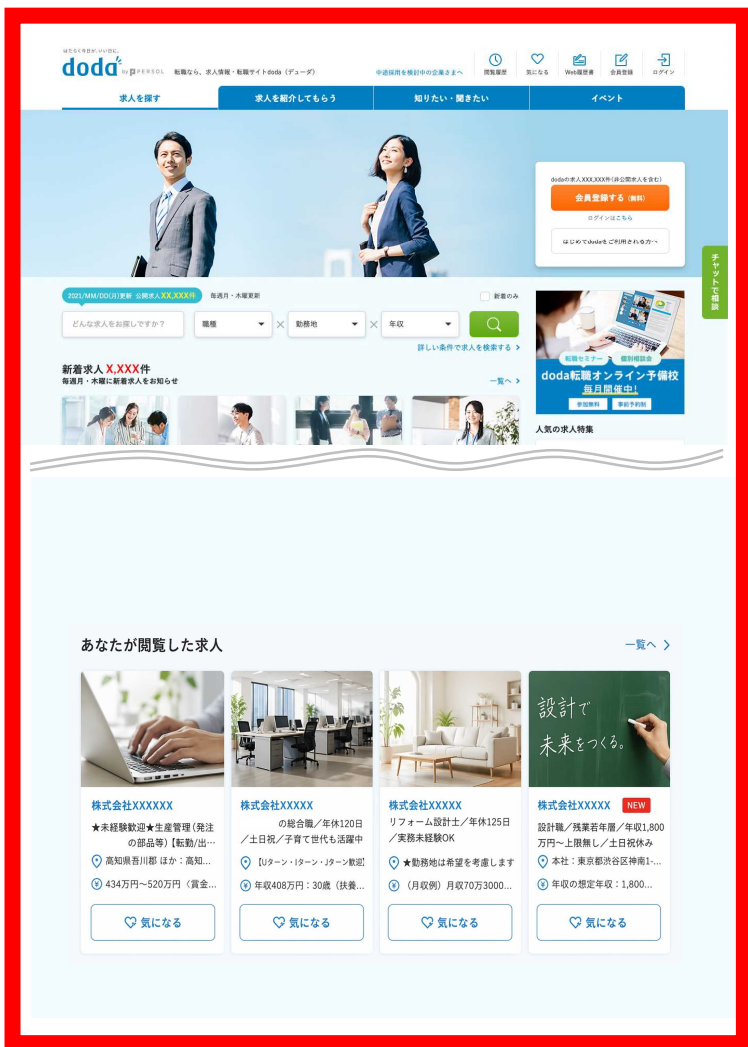 はたらく今日が、いい日に。
doda by PERSOL 転職なら、求人情報・転職サイトdoda（デューダ）
中途採用を検討中の企業さまへ 閲覧履歴 気になる Web履歴書 会員登録 ログイン
求人を探す 求人を紹介してもらう 知りたい・聞きたい イベント
dodaの求人XXX,XXX件(非公開求人を含む)
会員登録する（無料）
ログインはこちら
はじめてdodaをご利用される方へ
チャットで相談
2021/MM/DD(月)更新 公開求人XX,XXX件 毎週月・木曜更新 新着のみ
どんな求人をお探しですか？ 職種 × 勤務地 × 年収
詳しい条件で求人を検索する
新着求人 X,XXX件
毎週月・木曜に新着求人をお知らせ 一覧へ
転職セミナー 個別相談会
doda転職オンライン予備校
毎月開催中!
参加無料 事前予約制
人気の求人特集
あなたが閲覧した求人 一覧へ
株式会社XXXXXX
★未経験歓迎★生産管理(発注
の部品等)【転勤/出…
高知県吾川郡 ほか：高知...
434万円～520万円〈賃金...
気になる
株式会社XXXXX
の総合職／年休120日
／土日祝／子育て世代も活躍中
【Uターン・Iターン・Jターン歓迎】
年収408万円：30歳（扶養...
気になる
株式会社XXXXX
リフォーム設計士／年休125日
／実務未経験OK
★勤務地は希望を考慮します
（月収例）月収70万3000...
気になる
設計で
未来をつくる。
株式会社XXXXX NEW
設計職／残業若年層／年収1,800
万円～上限無し／土日祝休み
本社：東京都渋谷区神南1-...
年収の想定年収：1,800...
気になる